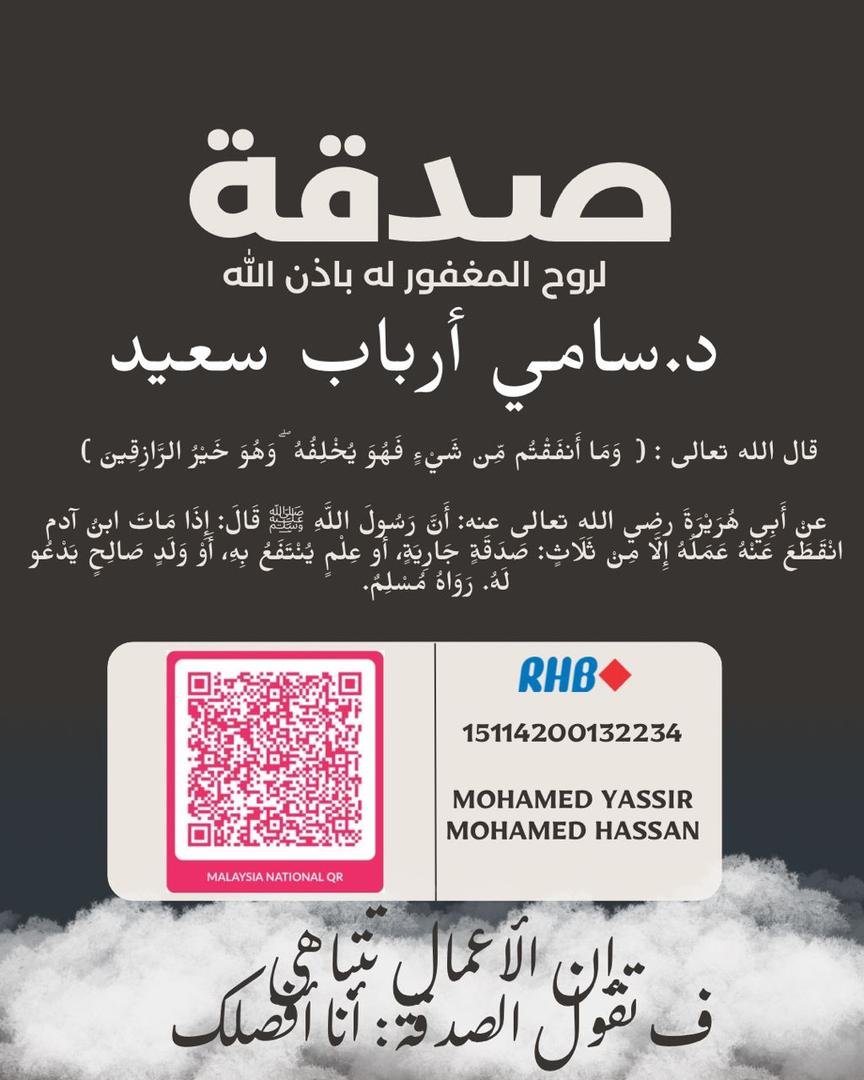 صدقة
لروح المغفور له باذن الله
د.سامي أرباب سعيد
قال الله تعالى : ( وَمَا أَنفَقْتُم مِّن شَيْءٍ فَهُوَ يُخْلِفُهُ ۖ وَهُوَ خَيْرُ الرَّازِقِينَ )
عنْ أَبِي هُرَيْرَةَ رضي الله تعالى عنه: أَنَّ رَسُولَ اللَّهِ ﷺ قَالَ: إِذَا مَاتَ ابنُ آدم
انْقَطَعَ عَنْهُ عَمَلُهُ إِلَّا مِنْ ثَلَاثٍ: صَدَقَةٍ جَارِيَةٍ، أو عِلْمٍ يُنْتَفَعُ بِهِ، أَوْ وَلَدٍ صَالِحٍ يَدْعُو
لَهُ. رَوَاهُ مُسْلِمٌ.
RHB
15114200132234
MOHAMED YASSIR
MOHAMED HASSAN
MALAYSIA NATIONAL QR
إن الأعمال تتباهى
ف تقول الصدقة: أنا أفضلك